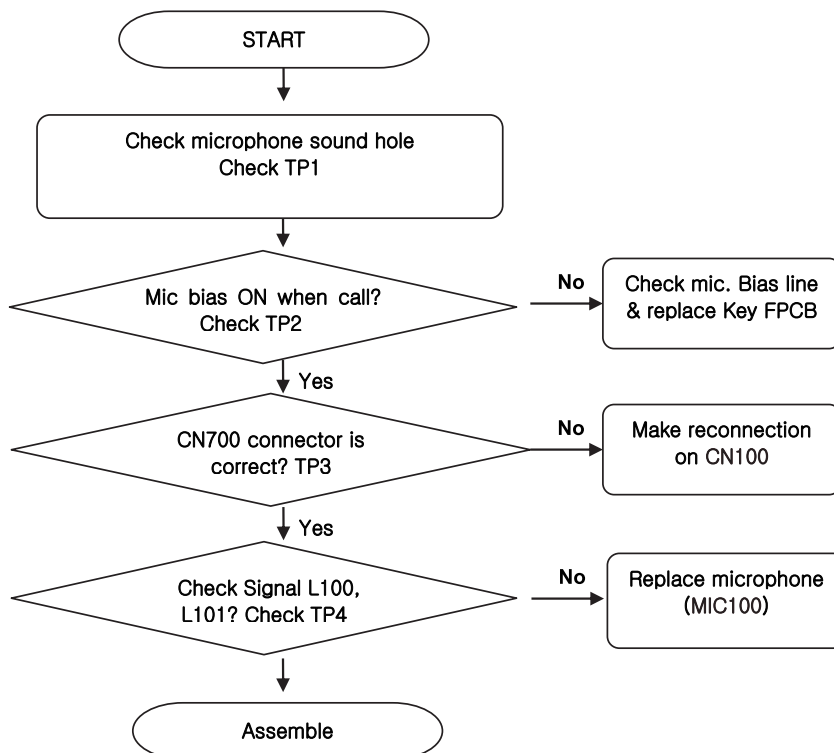 START
Check microphone sound hole
Check TP1
Mic bias ON when call?
Check TP2
No
Check mic. Bias line
& replace Key FPCB
Yes
CN700 connector is
correct? TP3
No
Make reconnection
on CN100
Yes
Check Signal L100,
L101? Check TP4
No
Replace microphone
(MIC100)
Assemble